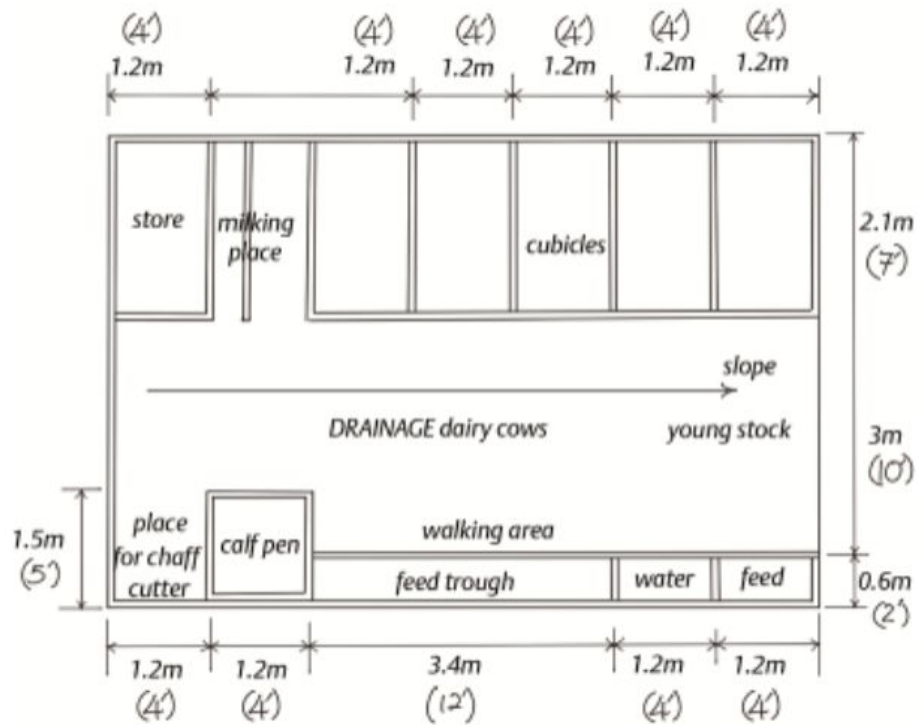 (4') (4') (4') (4') (4') (4')
1.2m 1.2m 1.2m 1.2m 1.2m 1.2m
store
milking
place
cubicles
2.1m
(7')
slope
DRAINAGE dairy cows
young stock
3m
(10')
1.5m
(5')
place
for chaff
cutter
calf pen
walking area
feed trough
water
feed
0.6m
(2')
1.2m 1.2m 3.4m 1.2m 1.2m
(4') (4') (12') (4') (4')